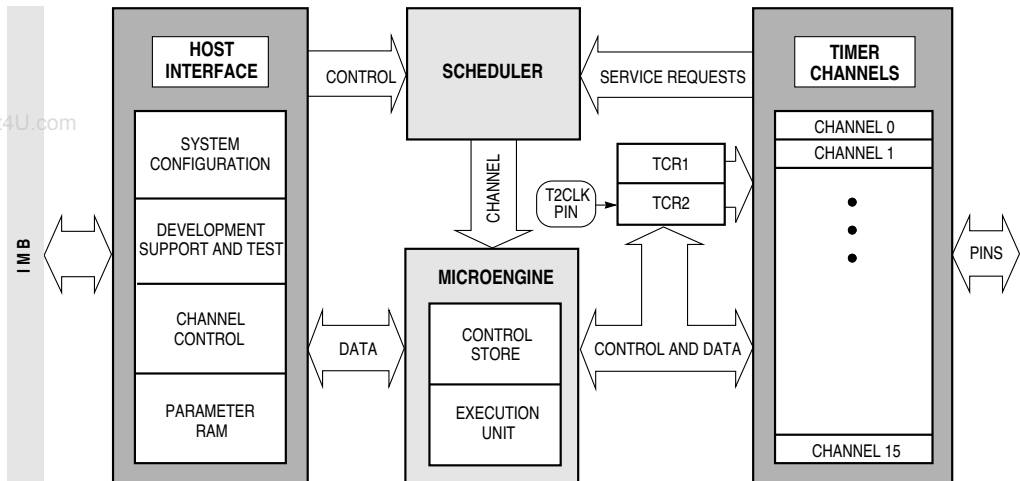 t4U.com
IMB
HOST
INTERFACE
SYSTEM
CONFIGURATION
DEVELOPMENT
SUPPORT AND TEST
CHANNEL
CONTROL
PARAMETER
RAM
CONTROL
SCHEDULER
SERVICE REQUESTS
CHANNEL
T2CLK
PIN
TCR1
TCR2
MICROENGINE
CONTROL
STORE
EXECUTION
UNIT
DATA
CONTROL AND DATA
TIMER
CHANNELS
CHANNEL 0
CHANNEL 1
CHANNEL 15
PINS